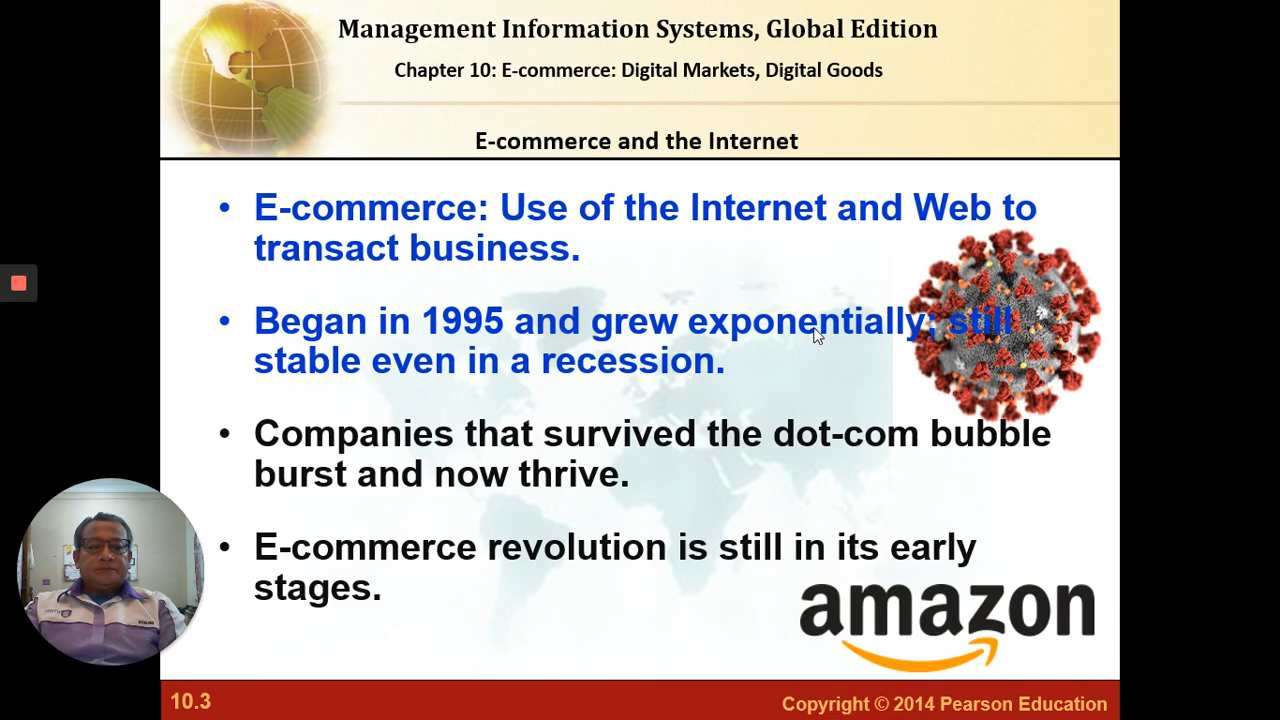 Management Information Systems, Global Edition
Chapter 10: E-commerce: Digital Markets, Digital Goods
E-commerce and the Internet
• E-commerce: Use of the Internet and Web to
transact business.
• Began in 1995 and grew exponentially; still
stable even in a recession.
• Companies that survived the dot-com bubble
burst and now thrive.
• E-commerce revolution is still in its early
stages.
amazon
10.3
Copyright © 2014 Pearson Education